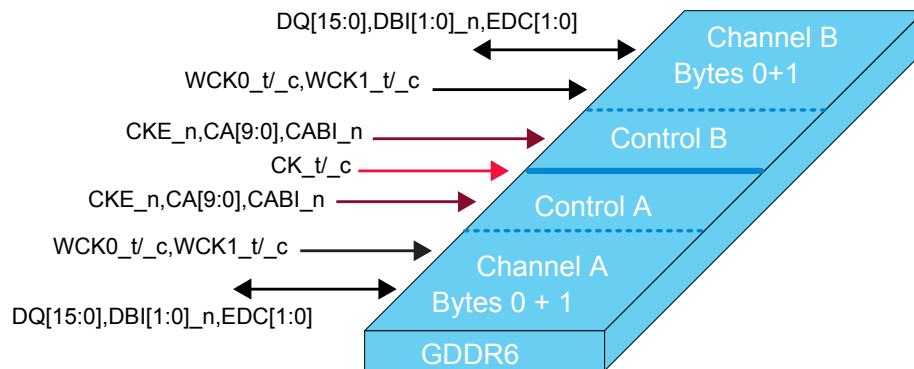 DQ[15:0],DBI[1:0]_n,EDC[1:0]
Channel B
Bytes 0+1
WCK0_t/_c,WCK1_t/_c
CKE_n,CA[9:0],CABI_n
Control B
CK_t/_c
CKE_n,CA[9:0],CABI_n
Control A
WCK0_t/_c,WCK1_t/_c
Channel A
Bytes 0 + 1
DQ[15:0],DBI[1:0]_n,EDC[1:0]
GDDR6